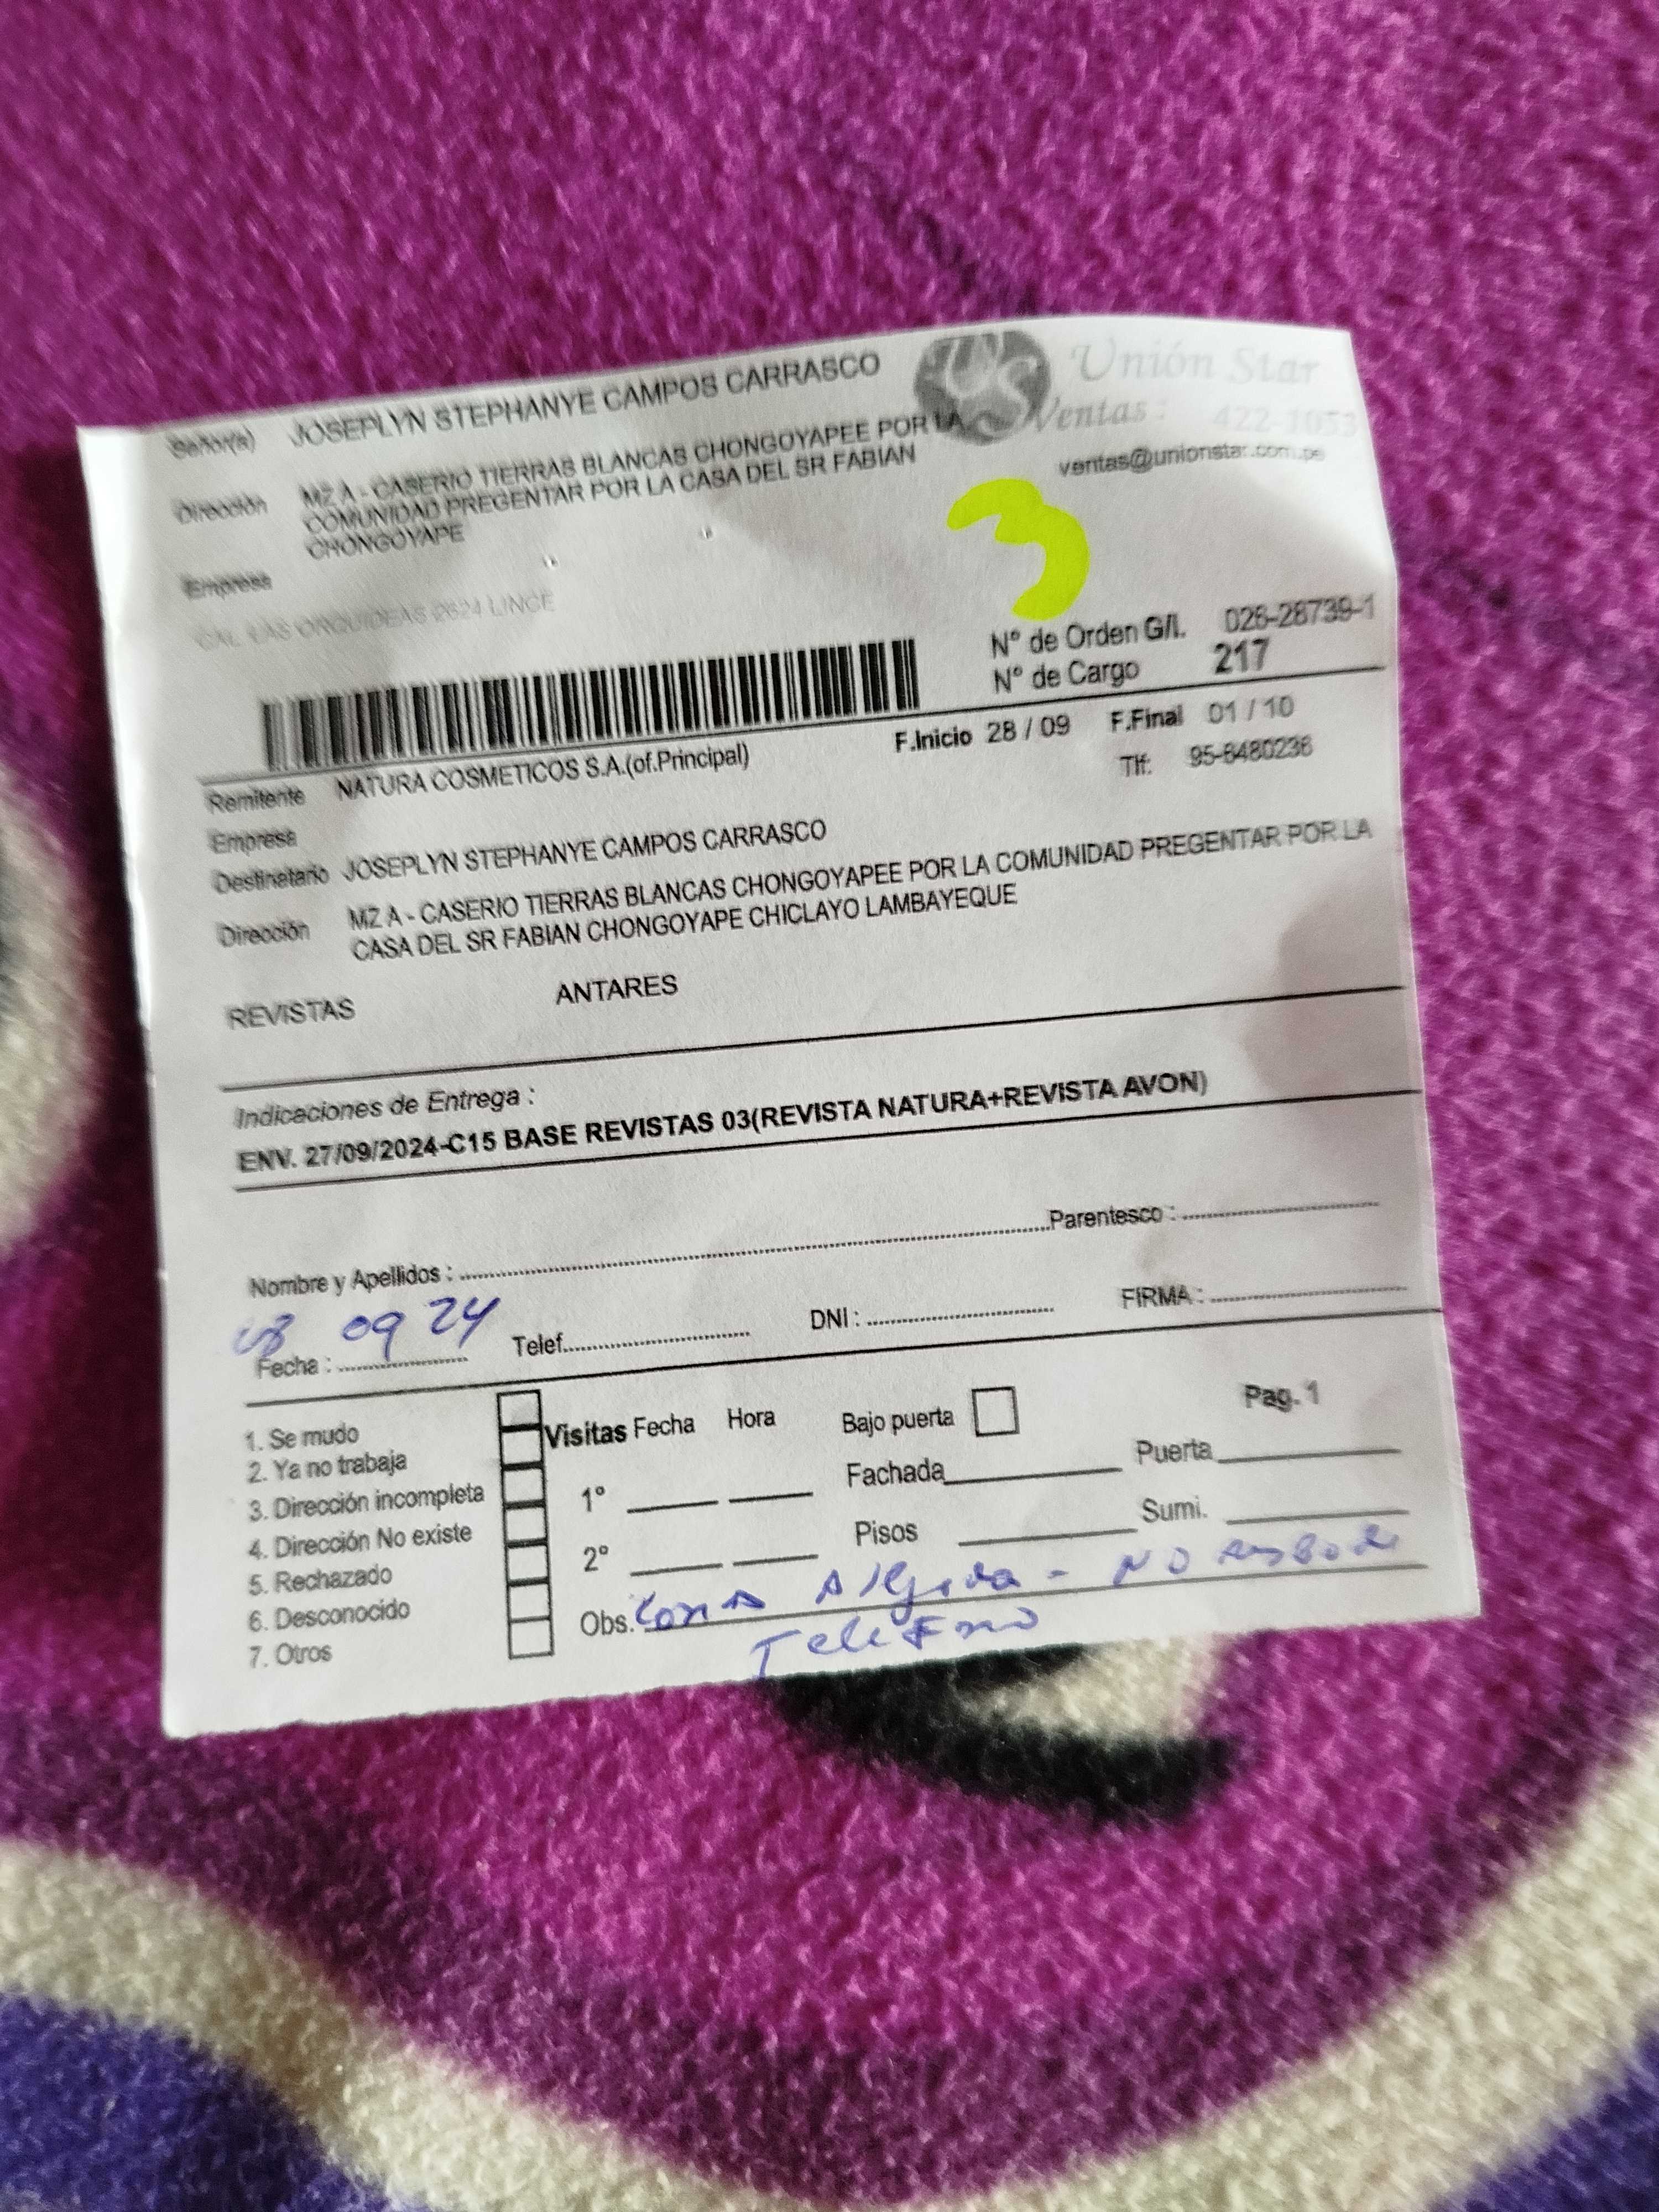 Señor(a) JOSEPLYN STEPHANYE CAMPOS CARRASCO
Unión Star
Ventas : 422-1053
ventas@unionstar.com.pe
Dirección MZ A - CASERIO TIERRAS BLANCAS CHONGOYAPEE POR LA
COMUNIDAD PREGENTAR POR LA CASA DEL SR FABIAN
CHONGOYAPE
3
Empresa
CAL LAS ORQUIDEAS 2624 LINCE
N° de Orden G/I. 026-28739-1
N° de Cargo 217
F.Inicio 28 / 09 F.Final 01 / 10
Remitente NATURA COSMETICOS S.A.(of.Principal)
Tlf: 95-6480236
Empresa
Destinatario JOSEPLYN STEPHANYE CAMPOS CARRASCO
Dirección MZ A - CASERIO TIERRAS BLANCAS CHONGOYAPEE POR LA COMUNIDAD PREGENTAR POR LA
CASA DEL SR FABIAN CHONGOYAPE CHICLAYO LAMBAYEQUE
REVISTAS ANTARES
Indicaciones de Entrega :
ENV. 27/09/2024-C15 BASE REVISTAS 03(REVISTA NATURA+REVISTA AVON)
Nombre y Apellidos : Parentesco :
09 24
Fecha : Telef. DNI : FIRMA :
1. Se mudo
2. Ya no trabaja
3. Dirección incompleta
4. Dirección No existe
5. Rechazado
6. Desconocido
7. Otros
Visitas Fecha Hora
1°
2°
Bajo puerta
Pag. 1
Fachada Puerta
Pisos Sumi.
Obs. - NO
Telefono